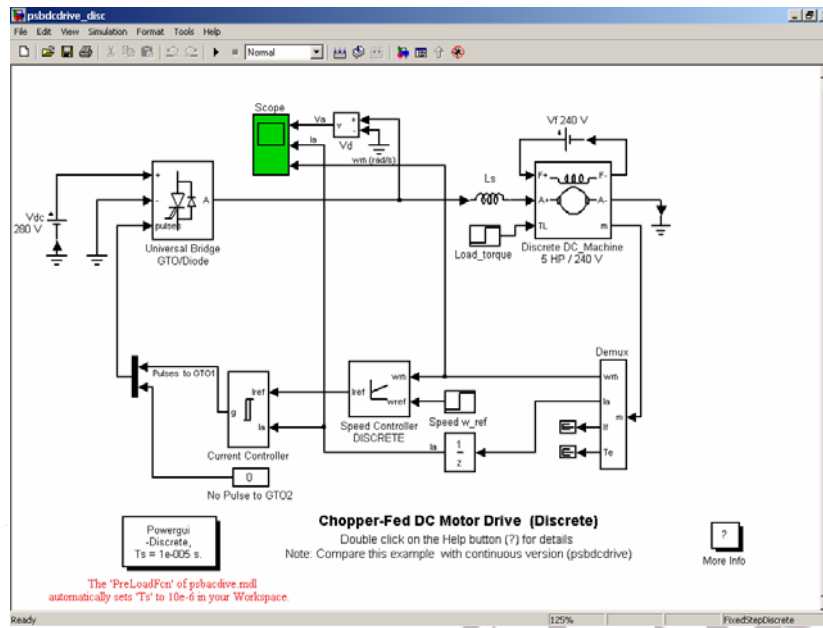 psbdcdrive_disc
File Edit View Simulation Format Tools Help
Normal
Scope
Va
Ia
wm (rad/s)
v
+
-
Vd
Vf 240 V
Ls
F+
F-
A+
A-
TL
m
Discrete DC_Machine
5 HP / 240 V
Load_torque
Vdc
280 V
+
-
pulses
A
Universal Bridge
GTO/Diode
Demux
wm
Ia
m
If
Te
Pulses to GTO1
g
Iref
Ia
Current Controller
Iref
wm
wref
Speed Controller
DISCRETE
Speed w_ref
Ia
1
z
0
No Pulse to GTO2
Powergui
-Discrete,
Ts = 1e-005 s.
The 'PreLoadFcn' of psbacdive.mdl
automatically sets 'Ts' to 10e-6 in your Workspace.
Chopper-Fed DC Motor Drive (Discrete)
Double click on the Help button (?) for details
Note: Compare this example with continuous version (psbdcdrive)
?
More Info
Ready
125%
FixedStepDiscrete